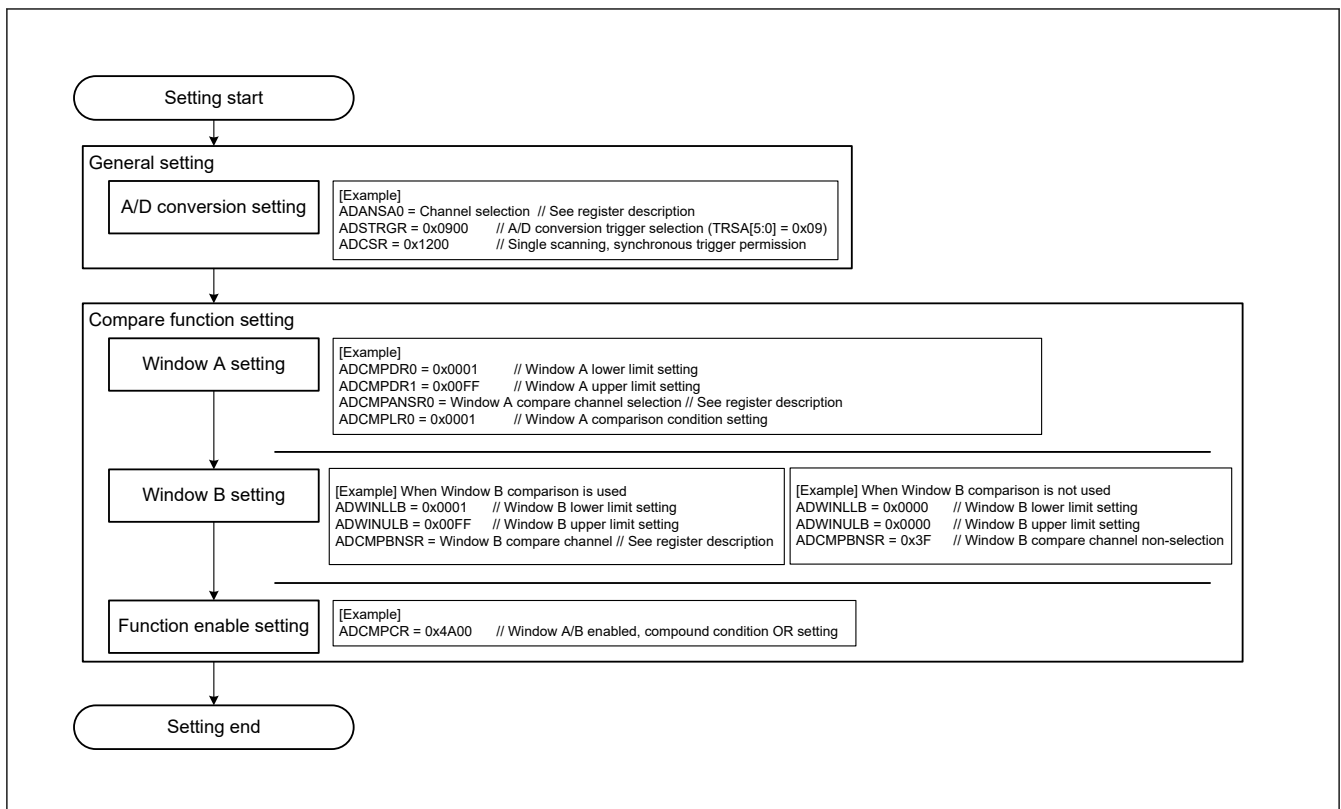 Setting start
General setting
A/D conversion setting
[Example]
ADANSA0 = Channel selection // See register description
ADSTRGR = 0x0900 // A/D conversion trigger selection (TRSA[5:0] = 0x09)
ADCSR = 0x1200 // Single scanning, synchronous trigger permission
Compare function setting
Window A setting
[Example]
ADCMPDR0 = 0x0001 // Window A lower limit setting
ADCMPDR1 = 0x00FF // Window A upper limit setting
ADCMPANSR0 = Window A compare channel selection // See register description
ADCMPLR0 = 0x0001 // Window A comparison condition setting
Window B setting
[Example] When Window B comparison is used
ADWINLLB = 0x0001 // Window B lower limit setting
ADWINULB = 0x00FF // Window B upper limit setting
ADCMPBNSR = Window B compare channel // See register description
[Example] When Window B comparison is not used
ADWINLLB = 0x0000 // Window B lower limit setting
ADWINULB = 0x0000 // Window B upper limit setting
ADCMPBNSR = 0x3F // Window B compare channel non-selection
Function enable setting
[Example]
ADCMPCR = 0x4A00 // Window A/B enabled, compound condition OR setting
Setting end